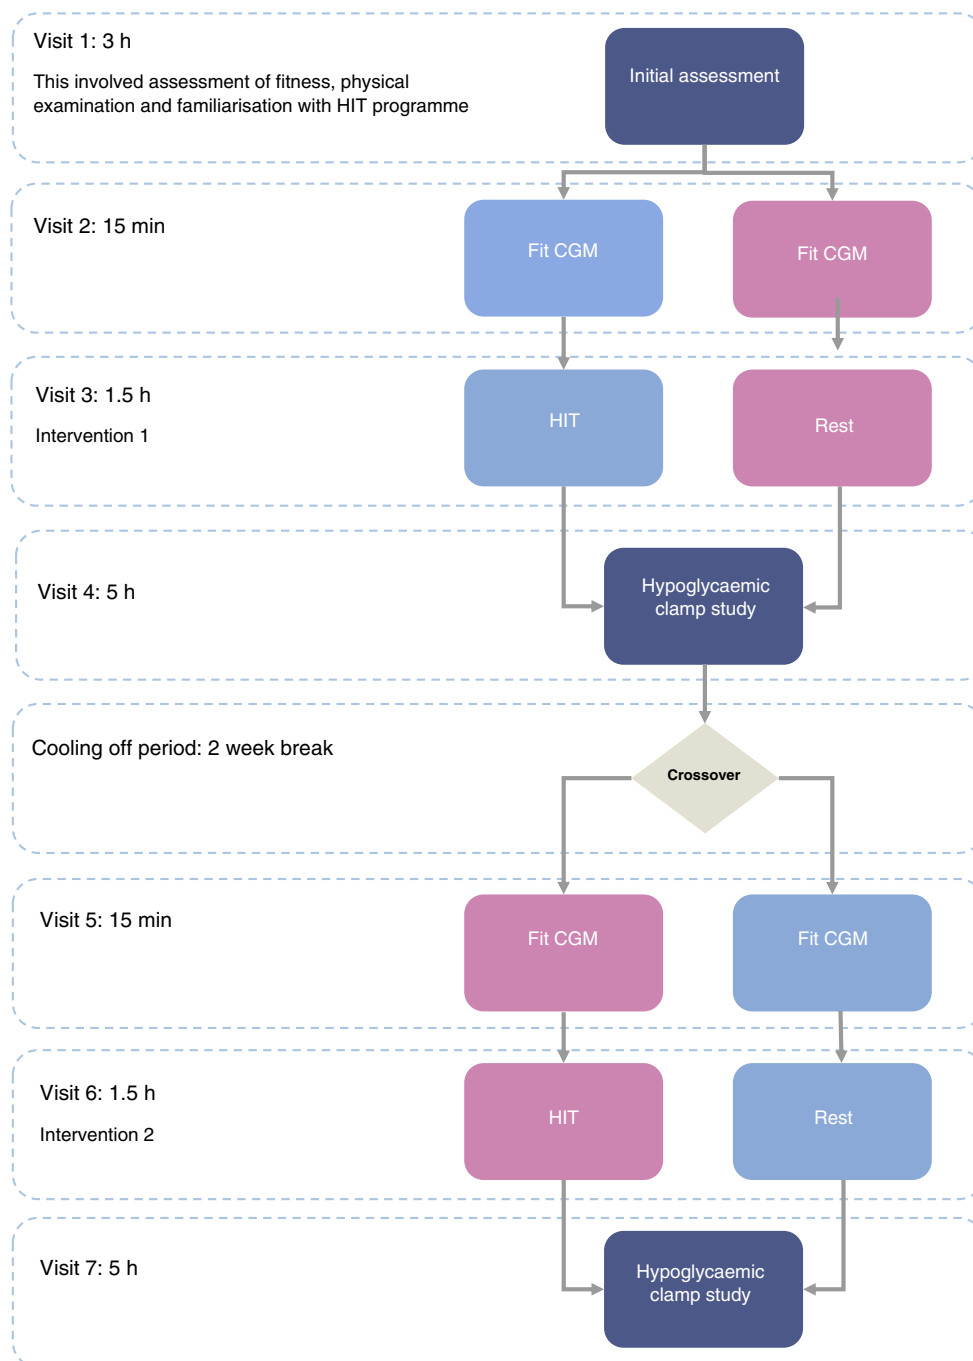 Visit 1: 3 h
This involved assessment of fitness, physical
examination and familiarisation with HIT programme
Initial assessment
Visit 2: 15 min
Fit CGM
Fit CGM
Visit 3: 1.5 h
Intervention 1
HIT
Rest
Visit 4: 5 h
Hypoglycaemic
clamp study
Cooling off period: 2 week break
Crossover
Visit 5: 15 min
Fit CGM
Fit CGM
Visit 6: 1.5 h
Intervention 2
HIT
Rest
Visit 7: 5 h
Hypoglycaemic
clamp study